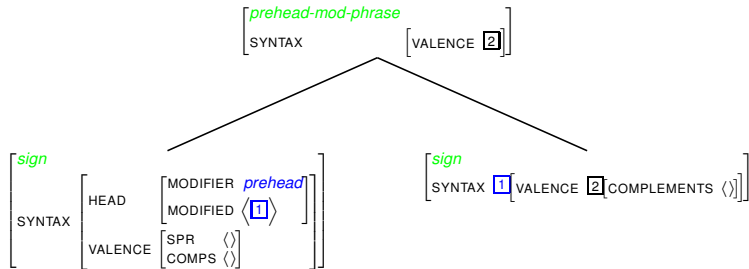 prehead-mod-phrase
SYNTAX [VALENCE 2]
sign
SYNTAX
HEAD
MODIFIER prehead
MODIFIED ⟨1⟩
VALENCE
SPR ⟨⟩
COMPS ⟨⟩
sign
SYNTAX 1[VALENCE 2[COMPLEMENTS ⟨⟩]]